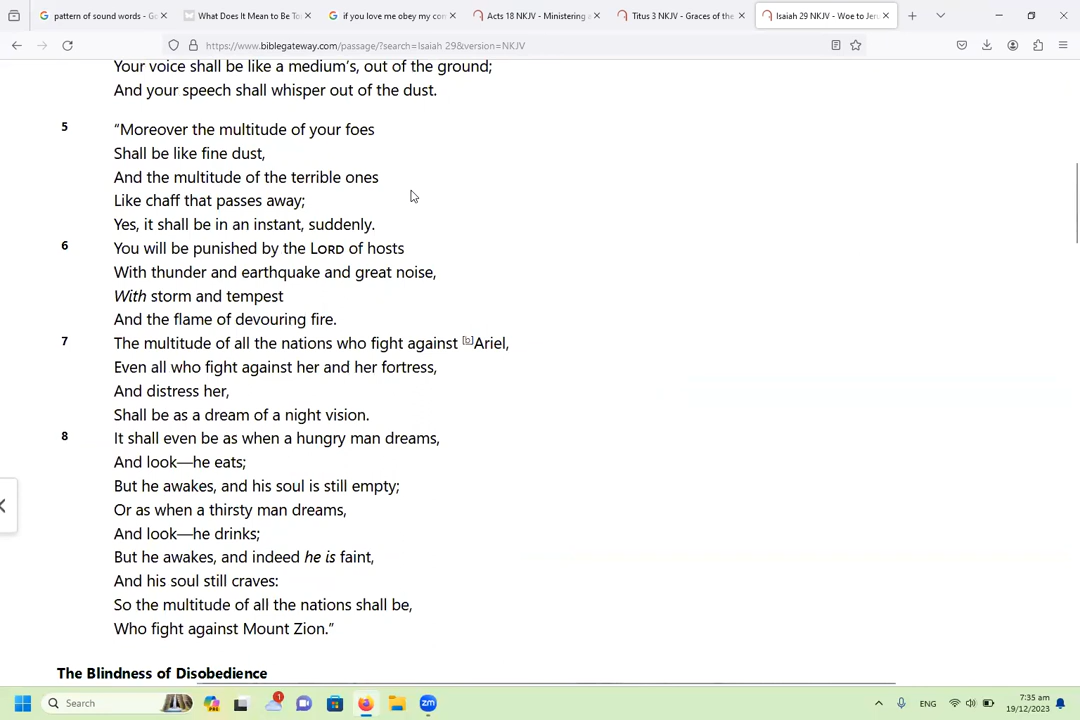 pattern of sound words - Go
What Does It Mean to Be To
if you love me obey my com
Acts 18 NKJV - Ministering i
Titus 3 NKJV - Graces of the
Isaiah 29 NKJV - Woe to Jeru
https://www.biblegateway.com/passage/?search=Isaiah 29&version=NKJV
Your voice shall be like a medium's, out of the ground;
And your speech shall whisper out of the dust.
5 “Moreover the multitude of your foes
Shall be like fine dust,
And the multitude of the terrible ones
Like chaff that passes away;
Yes, it shall be in an instant, suddenly.
6 You will be punished by the LORD of hosts
With thunder and earthquake and great noise,
With storm and tempest
And the flame of devouring fire.
7 The multitude of all the nations who fight against [b]Ariel,
Even all who fight against her and her fortress,
And distress her,
Shall be as a dream of a night vision.
8 It shall even be as when a hungry man dreams,
And look—he eats;
But he awakes, and his soul is still empty;
Or as when a thirsty man dreams,
And look—he drinks;
But he awakes, and indeed he is faint,
And his soul still craves:
So the multitude of all the nations shall be,
Who fight against Mount Zion.”
The Blindness of Disobedience
Search
1
zm
ENG
7:35 am
19/12/2023